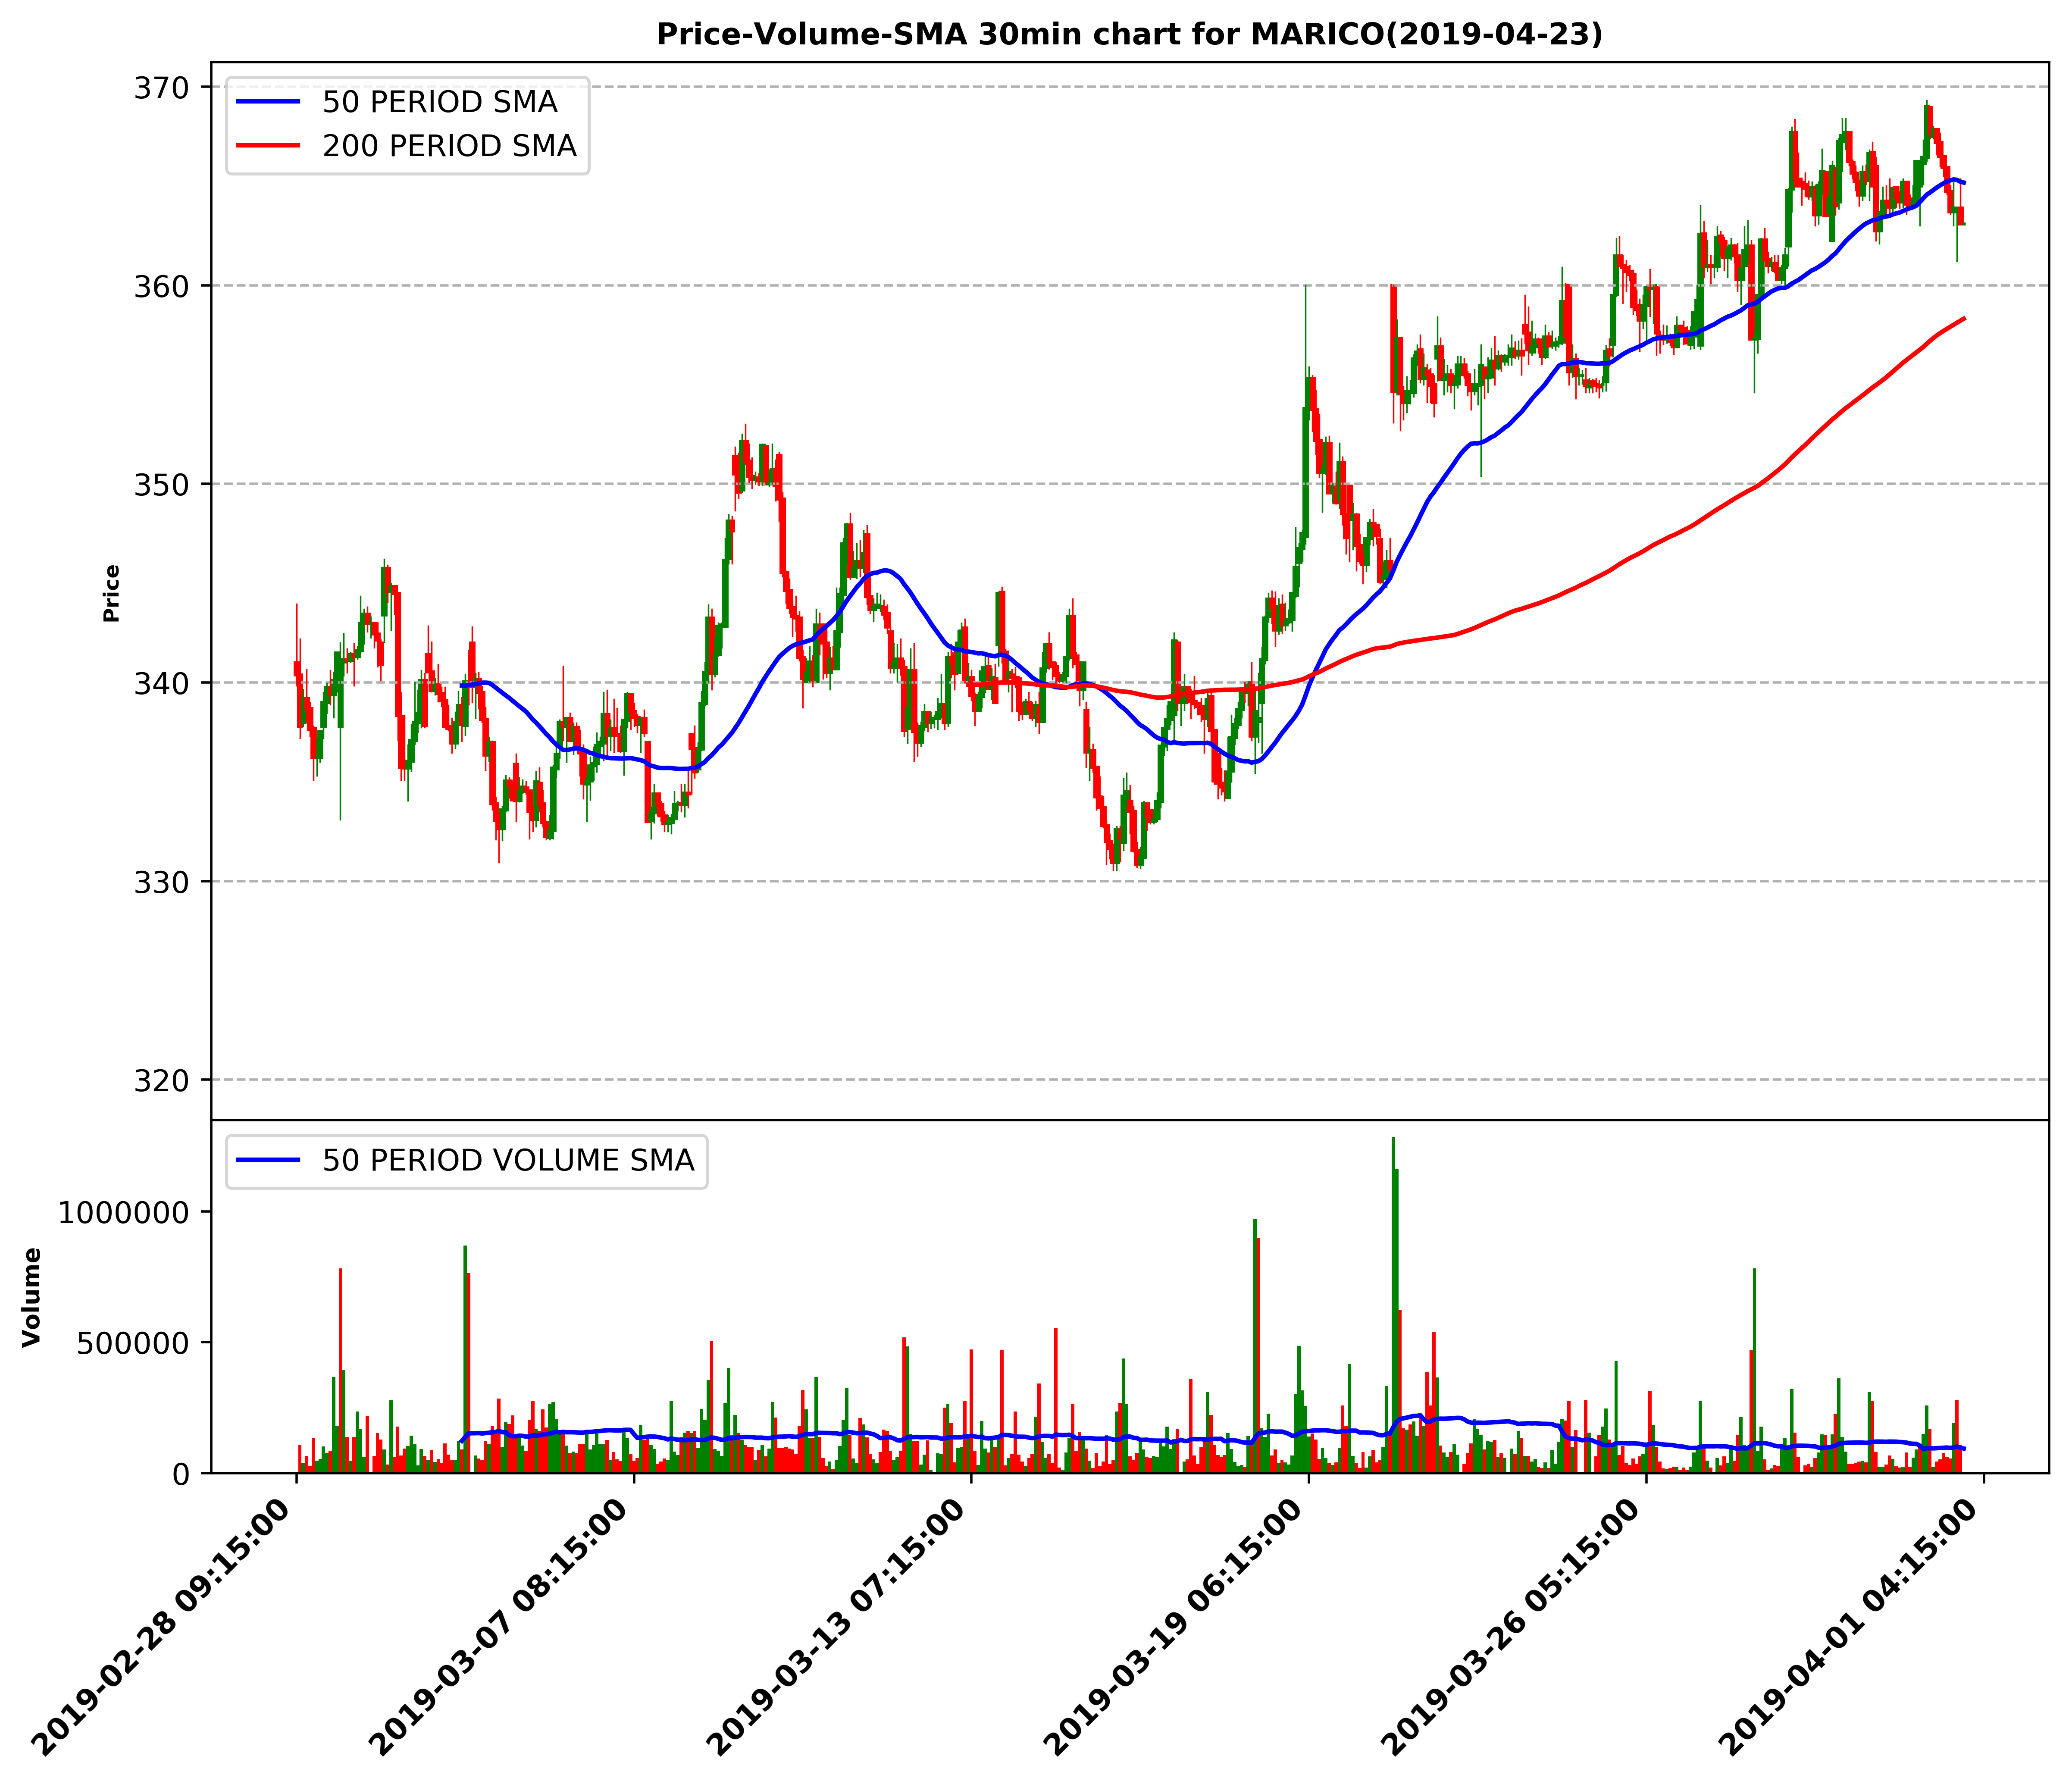 Price-Volume-SMA 30min chart for MARICO(2019-04-23)
50 PERIOD SMA
200 PERIOD SMA
370
360
350
340
330
320
Price
50 PERIOD VOLUME SMA
1000000
500000
0
Volume
2019-02-28 09:15:00
2019-03-07 08:15:00
2019-03-13 07:15:00
2019-03-19 06:15:00
2019-03-26 05:15:00
2019-04-01 04:15:00